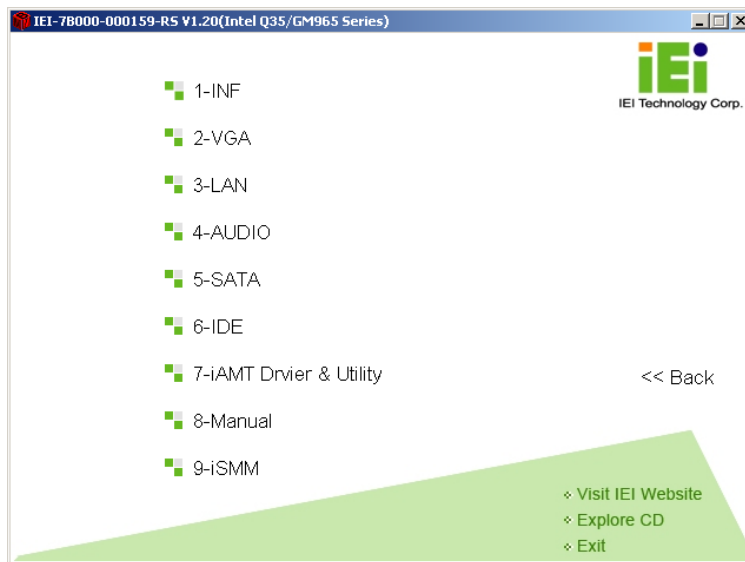 IEI-7B000-000159-RS V1.20(Intel Q35/GM965 Series)
iEi
IEI Technology Corp.
1-INF
2-VGA
3-LAN
4-AUDIO
5-SATA
6-IDE
7-iAMT Drvier & Utility
<< Back
8-Manual
9-iSMM
Visit IEI Website
Explore CD
Exit